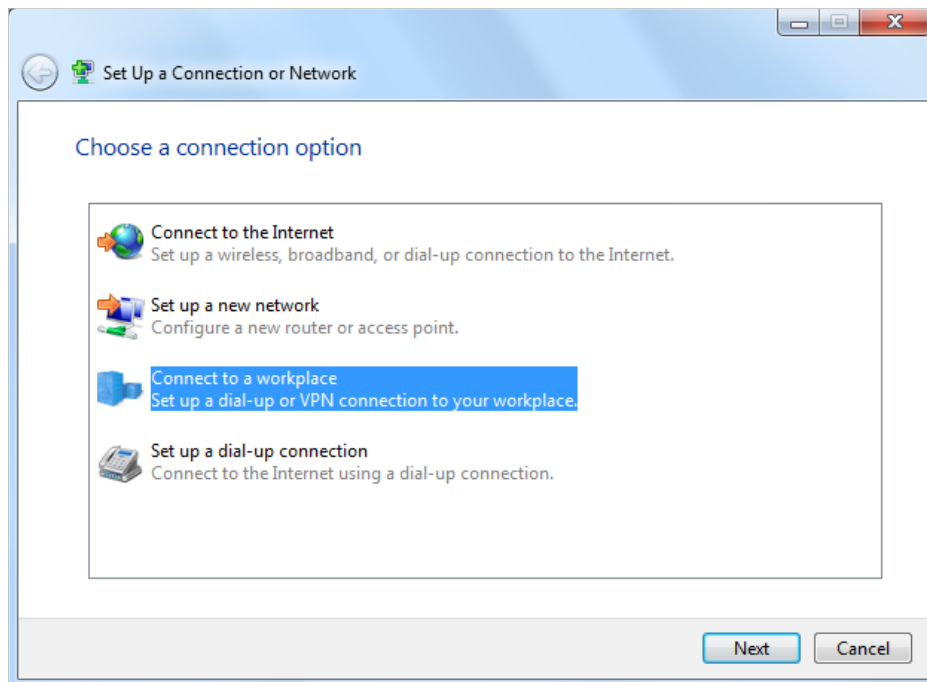 Set Up a Connection or Network
Choose a connection option
Connect to the Internet
Set up a wireless, broadband, or dial-up connection to the Internet.
Set up a new network
Configure a new router or access point.
Connect to a workplace
Set up a dial-up or VPN connection to your workplace.
Set up a dial-up connection
Connect to the Internet using a dial-up connection.
Next
Cancel